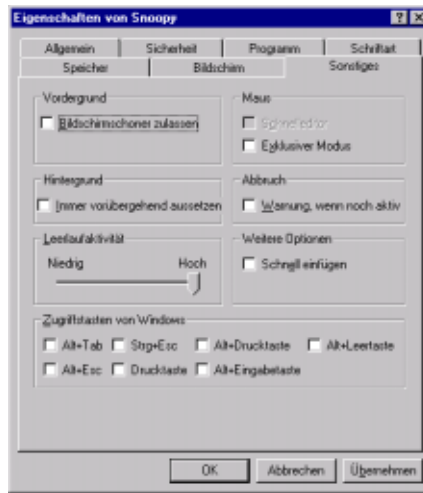 Eigenschaften von Snoopy
Allgemein Sicherheit Programm Schriftart
Speicher Bildschirm Sonstiges
Vordergrund Maus
Bildschirmschoner zulassen Schnelleditor
Exklusiver Modus
Hintergrund Abbruch
Immer vorübergehend aussetzen Warnung, wenn noch aktiv
Leerlaufaktivität Weitere Optionen
Niedrig Hoch Schnell einfügen
Zugriffstasten von Windows
Alt+Tab Strg+Esc Alt+Drucktaste Alt+Leertaste
Alt+Esc Drucktaste Alt+Eingabetaste
OK Abbrechen Übernehmen